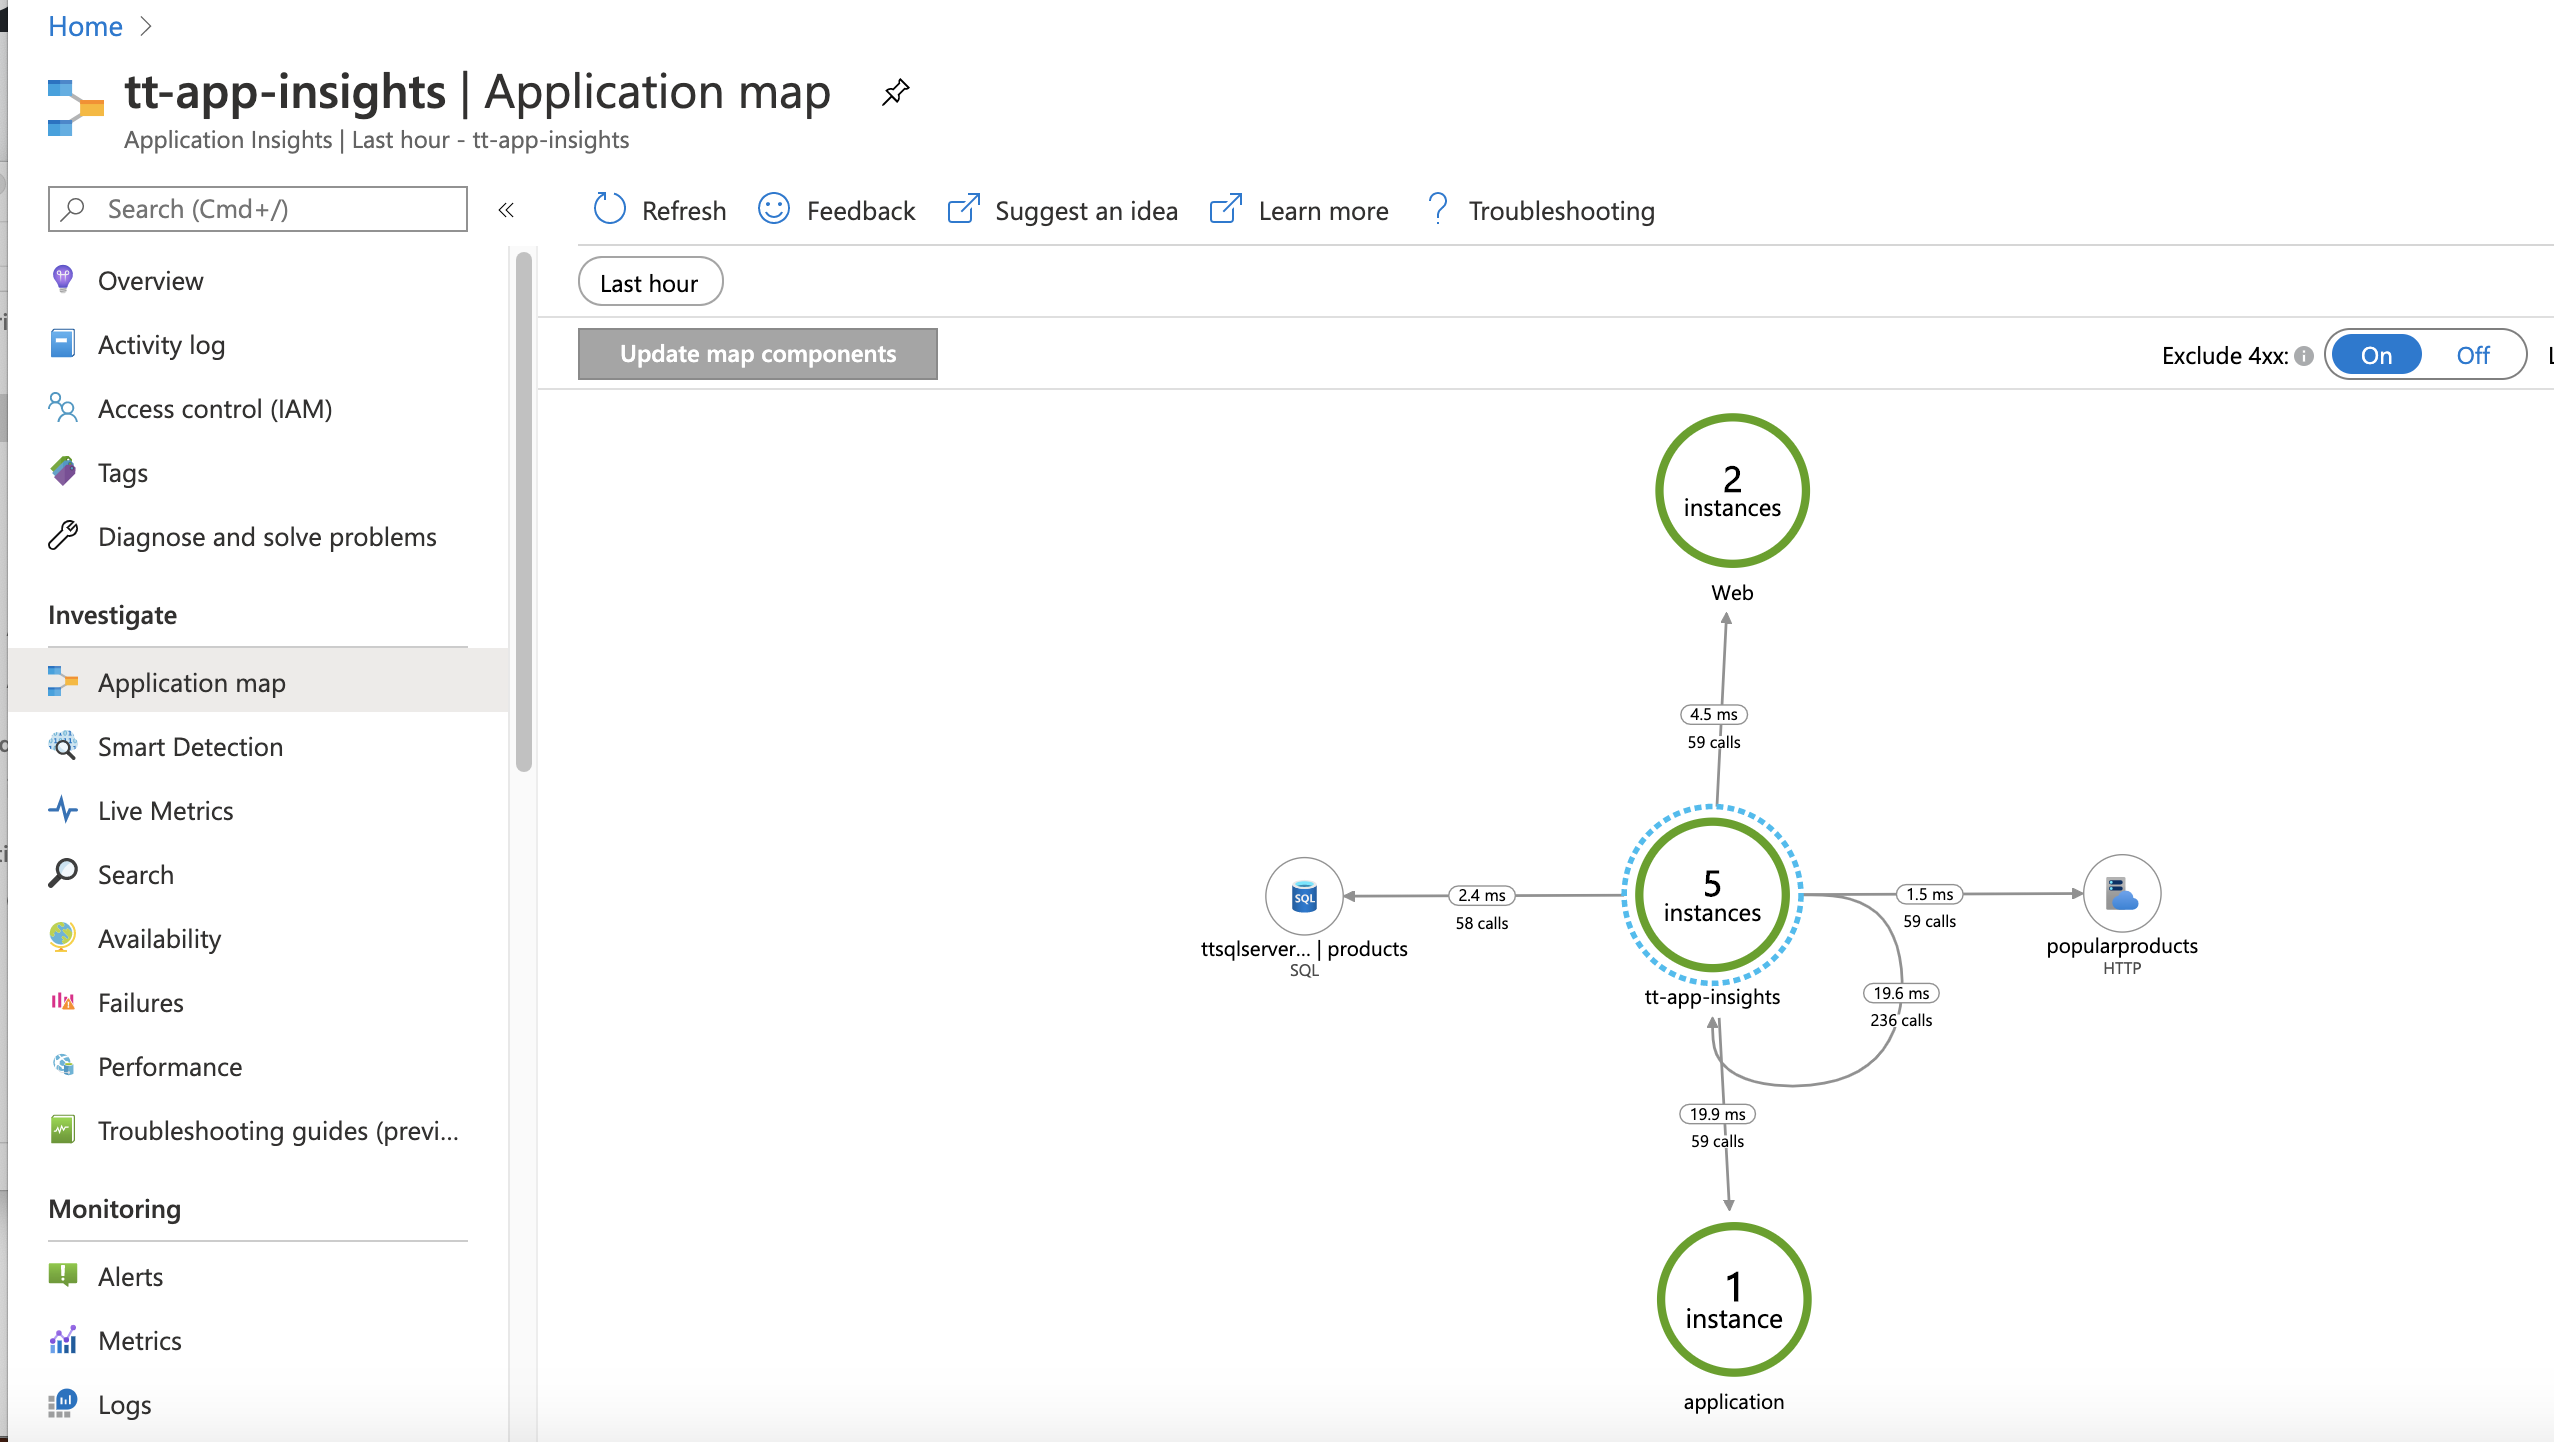 Home
tt-app-insights | Application map
Application Insights | Last hour - tt-app-insights
Search (Cmd+/)
«
Refresh
Feedback
Suggest an idea
Learn more
Troubleshooting
Overview
Activity log
Access control (IAM)
Tags
Diagnose and solve problems
Investigate
Application map
Smart Detection
Live Metrics
Search
Availability
Failures
Performance
Troubleshooting guides (previ...
Monitoring
Alerts
Metrics
Logs
Last hour
Update map components
Exclude 4xx:
On
Off
2
instances
Web
4.5 ms
59 calls
SQL
ttsqlserver... | products
SQL
2.4 ms
58 calls
5
instances
tt-app-insights
1.5 ms
59 calls
popularproducts
HTTP
19.6 ms
236 calls
19.9 ms
59 calls
1
instance
application